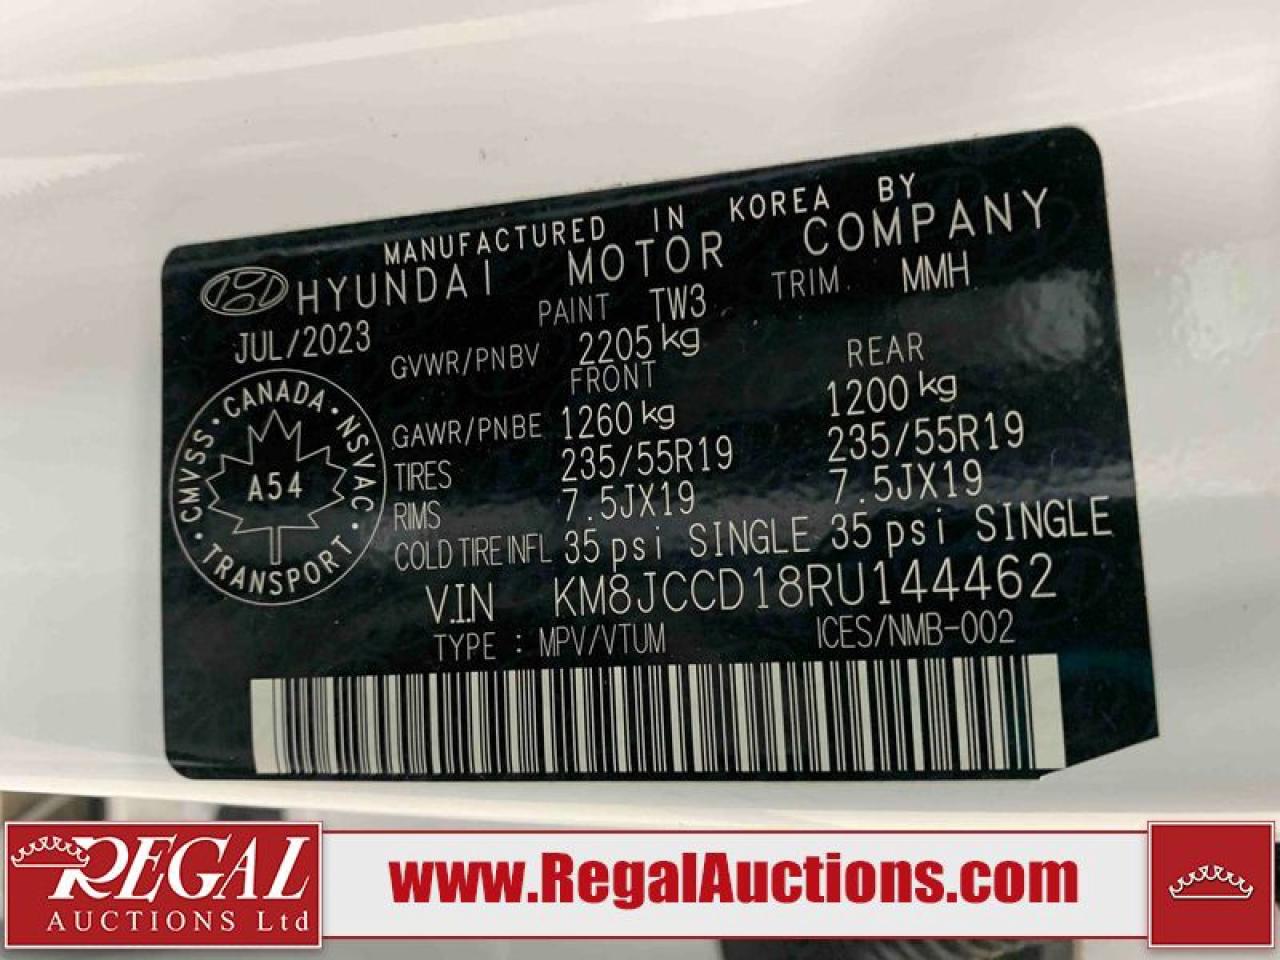 MANUFACTURED IN KOREA BY
HYUNDAI MOTOR COMPANY
JUL/2023 PAINT TW3 TRIM MMH
GVWR/PNBV 2205 kg
FRONT REAR
GAWR/PNBE 1260 kg 1200 kg
TIRES 235/55R19 235/55R19
RIMS 7.5JX19 7.5JX19
COLD TIRE INFL 35 psi SINGLE 35 psi SINGLE
V.I.N KM8JCCD18RU144462
TYPE : MPV/VTUM ICES/NMB-002
CANADA · NSVAC · TRANSPORT · CMVSS ·
A54
REGAL
AUCTIONS Ltd
www.RegalAuctions.com